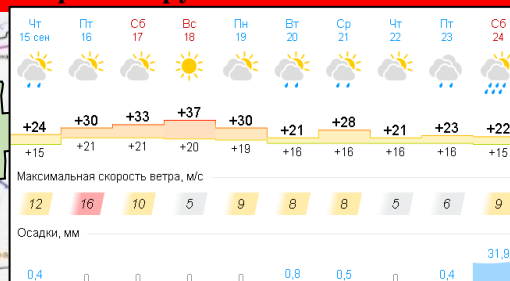 Чт Пт Сб Вс Пн Вт Ср Чт Пт Сб
15 сен 16 17 18 19 20 21 22 23 24
+24 +30 +33 +37 +30 +21 +28 +21 +23 +22
+15 +21 +21 +20 +19 +16 +16 +16 +16 +15
Максимальная скорость ветра, м/с
12 16 10 5 9 8 8 5 6 9
Осадки, мм
31,9
0,4 0 0 0 0 0,8 0,5 0 0,4